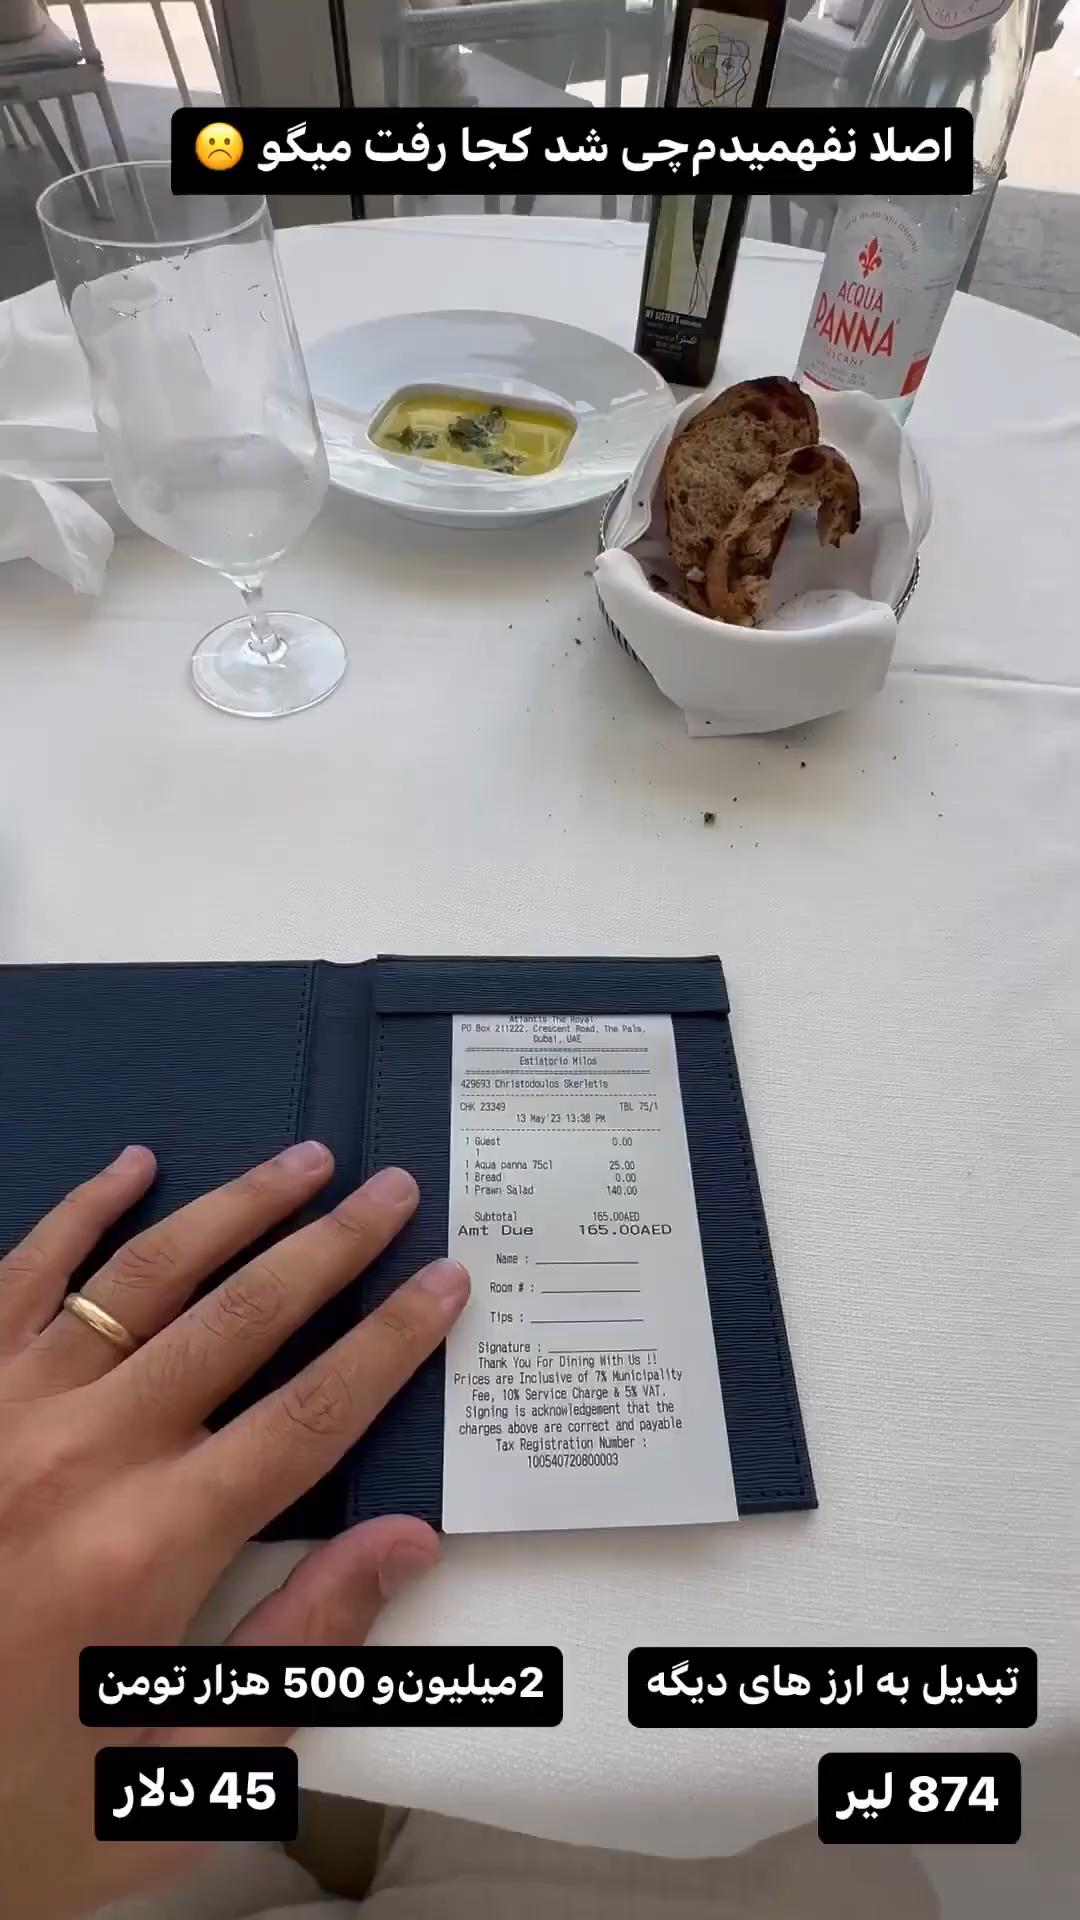 اصلا نفهمیدم‌چی شد کجا رفت میگو ☹️
ACQUA
PANNA
TUSCANY
MY SISTER'S
Atlantis The Royal
PO Box 211222, Crescent Road, The Palm,
Dubai, UAE
Estiatorio Milos
429693 Christodoulos Skerletis
CHK 23349 TBL 75/1
13 May'23 13:38 PM
1 Guest 0.00
1
1 Aqua panna 75cl 25.00
1 Bread 0.00
1 Prawn Salad 140.00
Subtotal 165.00AED
Amt Due 165.00AED
Name :
Room # :
Tips :
Signature :
Thank You For Dining With Us !!
Prices are Inclusive of 7% Municipality
Fee, 10% Service Charge & 5% VAT.
Signing is acknowledgement that the
charges above are correct and payable
Tax Registration Number :
100540720800003
تبدیل به ارز های دیگه
2میلیون‌و 500 هزار تومن
874 لیر
45 دلار